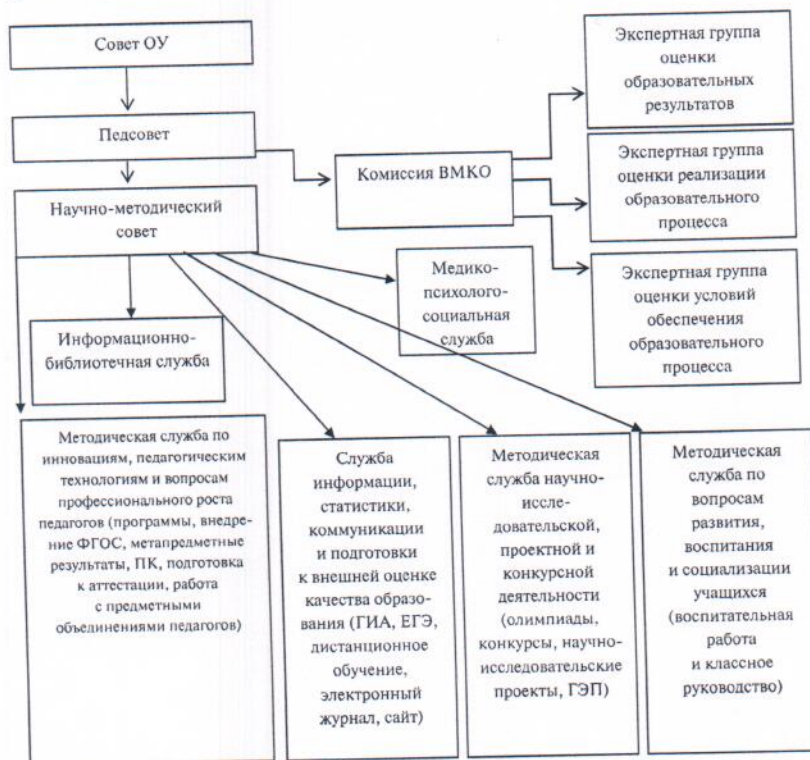 Совет ОУ
Педсовет
Научно-методический
совет
Комиссия ВМКО
Экспертная группа
оценки
образовательных
результатов
Экспертная группа
оценки реализации
образовательного
процесса
Экспертная группа
оценки условий
обеспечения
образовательного
процесса
Медико-
психолого-
социальная
служба
Информационно-
библиотечная служба
Методическая служба по
инновациям, педагогическим
технологиям и вопросам
профессионального роста
педагогов (программы, внедре-
ние ФГОС, метапредметные
результаты, ПК, подготовка
к аттестации, работа
с предметными
объединениями педагогов)
Служба
информации,
статистики,
коммуникации
и подготовки
к внешней оценке
качества образо-
вания (ГИА, ЕГЭ,
дистанционное
обучение,
электронный
журнал, сайт)
Методическая
служба научно-
иссле-
довательской,
проектной и
конкурсной
деятельности
(олимпиады,
конкурсы, научно-
исследовательские
проекты, ГЭП)
Методическая
служба по
вопросам
развития,
воспитания
и социализации
учащихся
(воспитательная
работа
и классное
руководство)